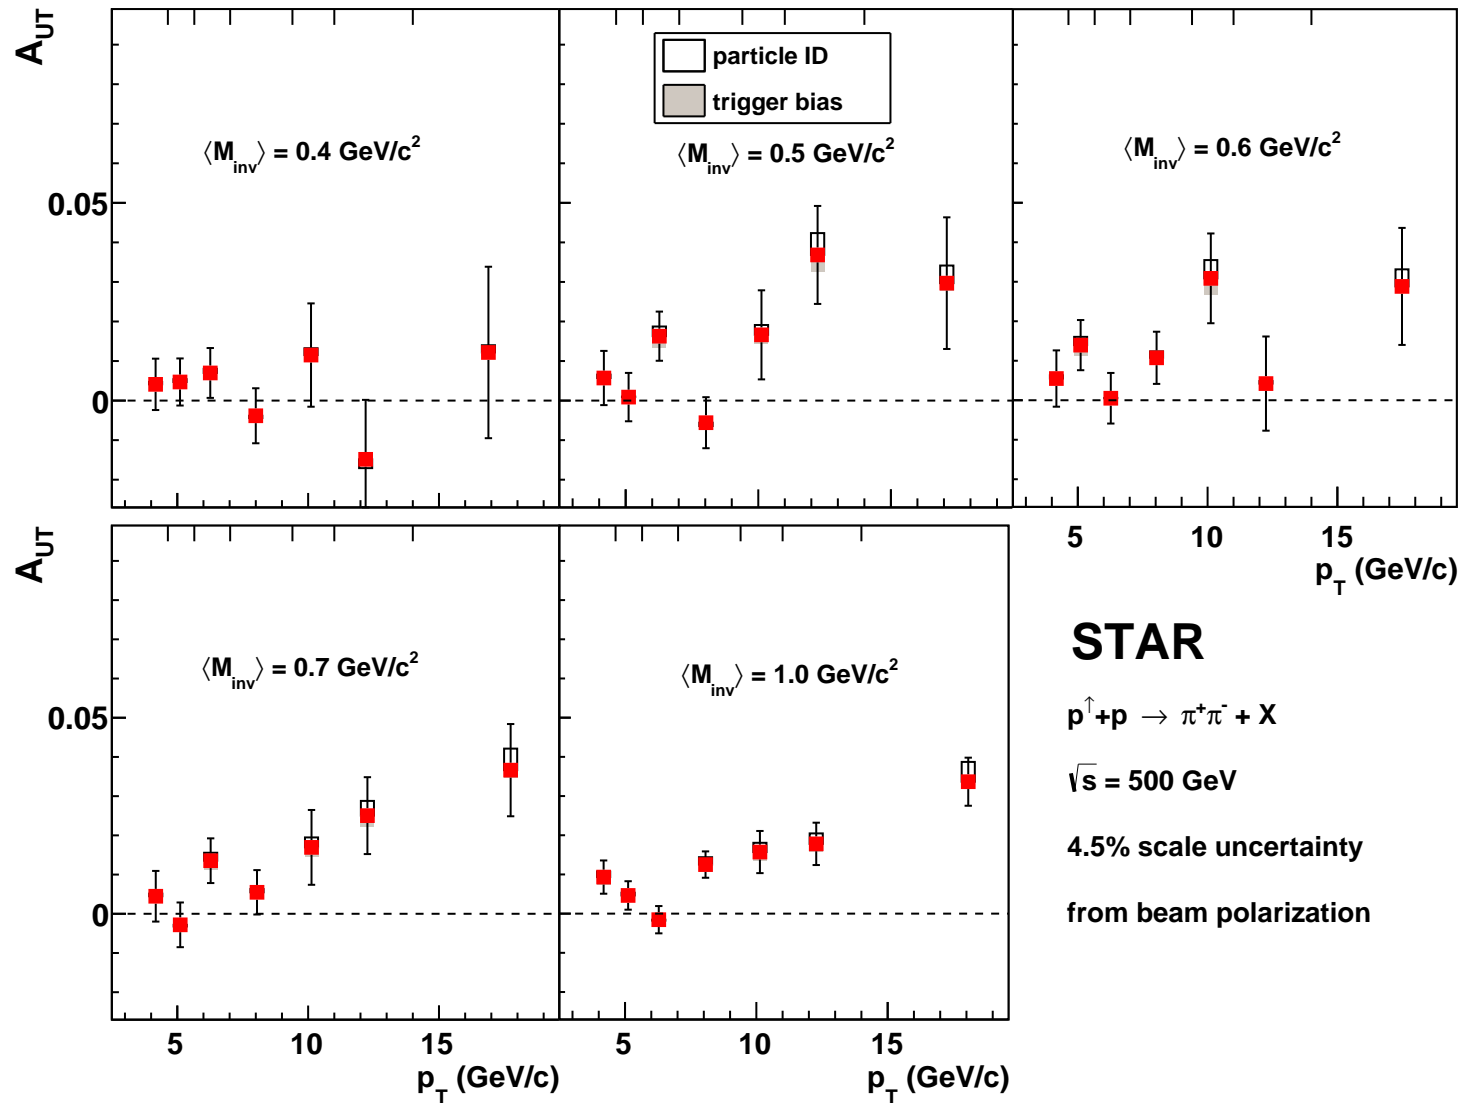 A_UT
particle ID
trigger bias
⟨M_inv⟩ = 0.4 GeV/c²
⟨M_inv⟩ = 0.5 GeV/c²
⟨M_inv⟩ = 0.6 GeV/c²
0.05
0
5 10 15
p_T (GeV/c)
A_UT
⟨M_inv⟩ = 0.7 GeV/c²
⟨M_inv⟩ = 1.0 GeV/c²
0.05
0
5 10 15
5 10 15
p_T (GeV/c)
p_T (GeV/c)
STAR
p↑+p → π⁺π⁻ + X
√s = 500 GeV
4.5% scale uncertainty
from beam polarization